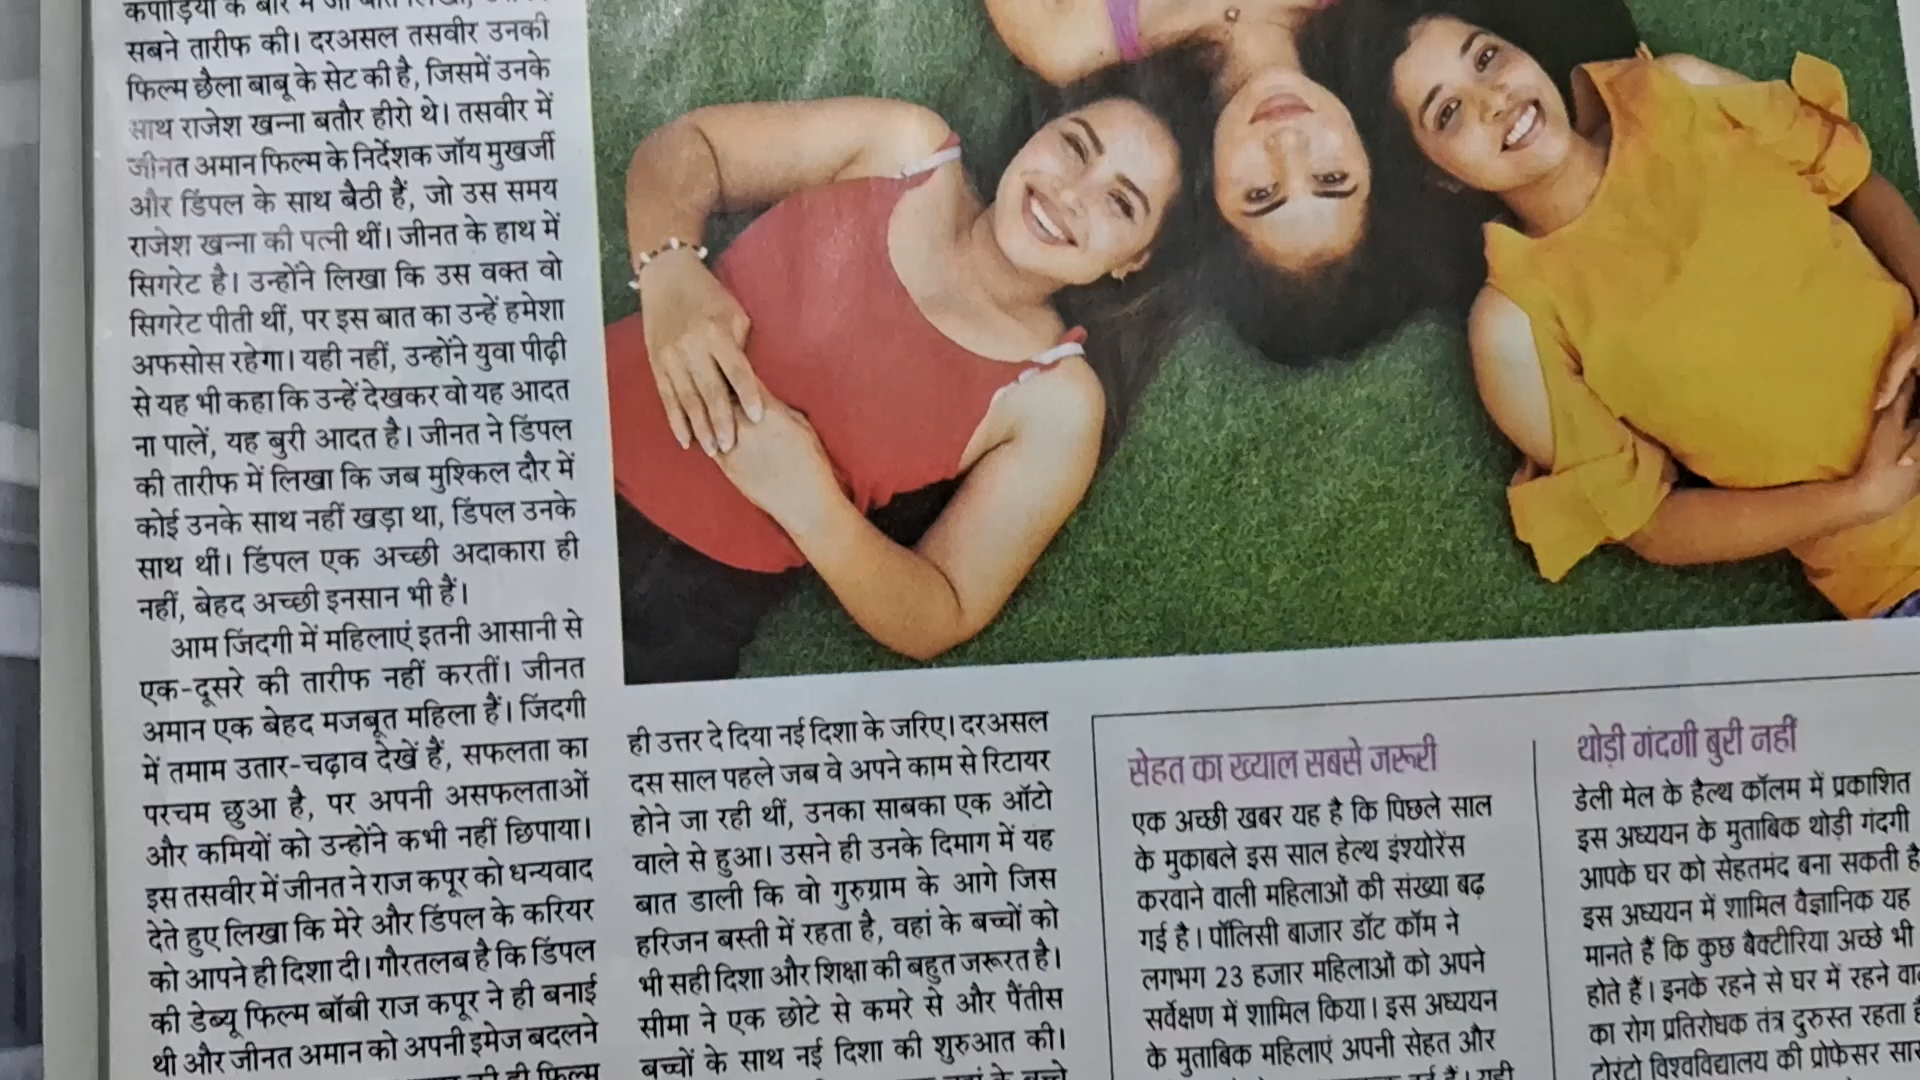 कपाड़िया के बारे में जो बात लिखी,
सबने तारीफ की। दरअसल तसवीर उनकी
फिल्म छैला बाबू के सेट की है, जिसमें उनके
साथ राजेश खन्ना बतौर हीरो थे। तसवीर में
जीनत अमान फिल्म के निर्देशक जॉय मुखर्जी
और डिंपल के साथ बैठी हैं, जो उस समय
राजेश खन्ना की पत्नी थीं। जीनत के हाथ में
सिगरेट है। उन्होंने लिखा कि उस वक्त वो
सिगरेट पीती थीं, पर इस बात का उन्हें हमेशा
अफसोस रहेगा। यही नहीं, उन्होंने युवा पीढ़ी
से यह भी कहा कि उन्हें देखकर वो यह आदत
ना पालें, यह बुरी आदत है। जीनत ने डिंपल
की तारीफ में लिखा कि जब मुश्किल दौर में
कोई उनके साथ नहीं खड़ा था, डिंपल उनके
साथ थीं। डिंपल एक अच्छी अदाकारा ही
नहीं, बेहद अच्छी इनसान भी हैं।
आम जिंदगी में महिलाएं इतनी आसानी से
एक-दूसरे की तारीफ नहीं करतीं। जीनत
अमान एक बेहद मजबूत महिला हैं। जिंदगी
में तमाम उतार-चढ़ाव देखें हैं, सफलता का
परचम छुआ है, पर अपनी असफलताओं
और कमियों को उन्होंने कभी नहीं छिपाया।
इस तसवीर में जीनत ने राज कपूर को धन्यवाद
देते हुए लिखा कि मेरे और डिंपल के करियर
को आपने ही दिशा दी। गौरतलब है कि डिंपल
की डेब्यू फिल्म बॉबी राज कपूर ने ही बनाई
थी और जीनत अमान को अपनी इमेज बदलने
की ही फिल्म
ही उत्तर दे दिया नई दिशा के जरिए। दरअसल
दस साल पहले जब वे अपने काम से रिटायर
होने जा रही थीं, उनका साबका एक ऑटो
वाले से हुआ। उसने ही उनके दिमाग में यह
बात डाली कि वो गुरुग्राम के आगे जिस
हरिजन बस्ती में रहता है, वहां के बच्चों को
भी सही दिशा और शिक्षा की बहुत जरूरत है।
सीमा ने एक छोटे से कमरे से और पैंतीस
बच्चों के साथ नई दिशा की शुरुआत की।
के बच्चे
सेहत का ख्याल सबसे जरूरी
एक अच्छी खबर यह है कि पिछले साल
के मुकाबले इस साल हेल्थ इंश्योरेंस
करवाने वाली महिलाओं की संख्या बढ़
गई है। पॉलिसी बाजार डॉट कॉम ने
लगभग 23 हजार महिलाओं को अपने
सर्वेक्षण में शामिल किया। इस अध्ययन
के मुताबिक महिलाएं अपनी सेहत और
हैं। यही
थोड़ी गंदगी बुरी नहीं
डेली मेल के हैल्थ कॉलम में प्रकाशित
इस अध्ययन के मुताबिक थोड़ी गंदगी
आपके घर को सेहतमंद बना सकती है
इस अध्ययन में शामिल वैज्ञानिक यह
मानते हैं कि कुछ बैक्टीरिया अच्छे भी
होते हैं। इनके रहने से घर में रहने
का रोग प्रतिरोधक तंत्र दुरुस्त रहता
टोरंटो विश्वविद्यालय की प्रोफेसर